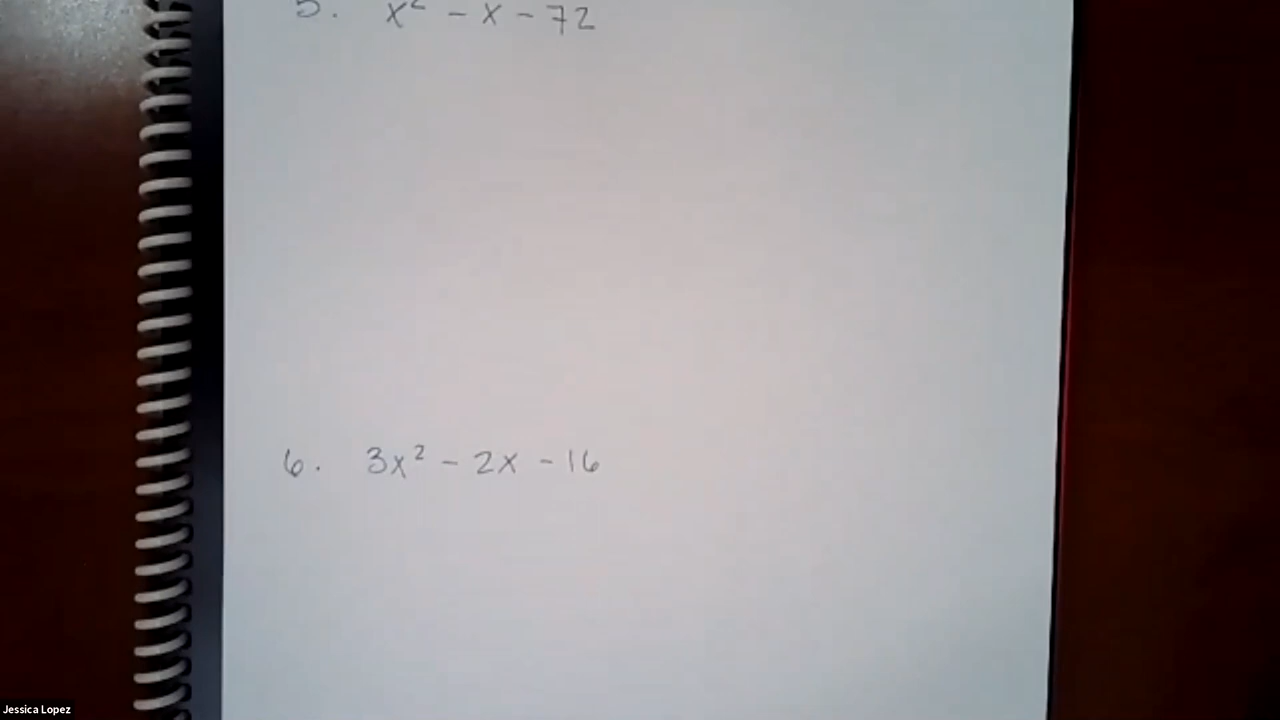 5. x² - x - 72
6. 3x² - 2x - 16
Jessica Lopez